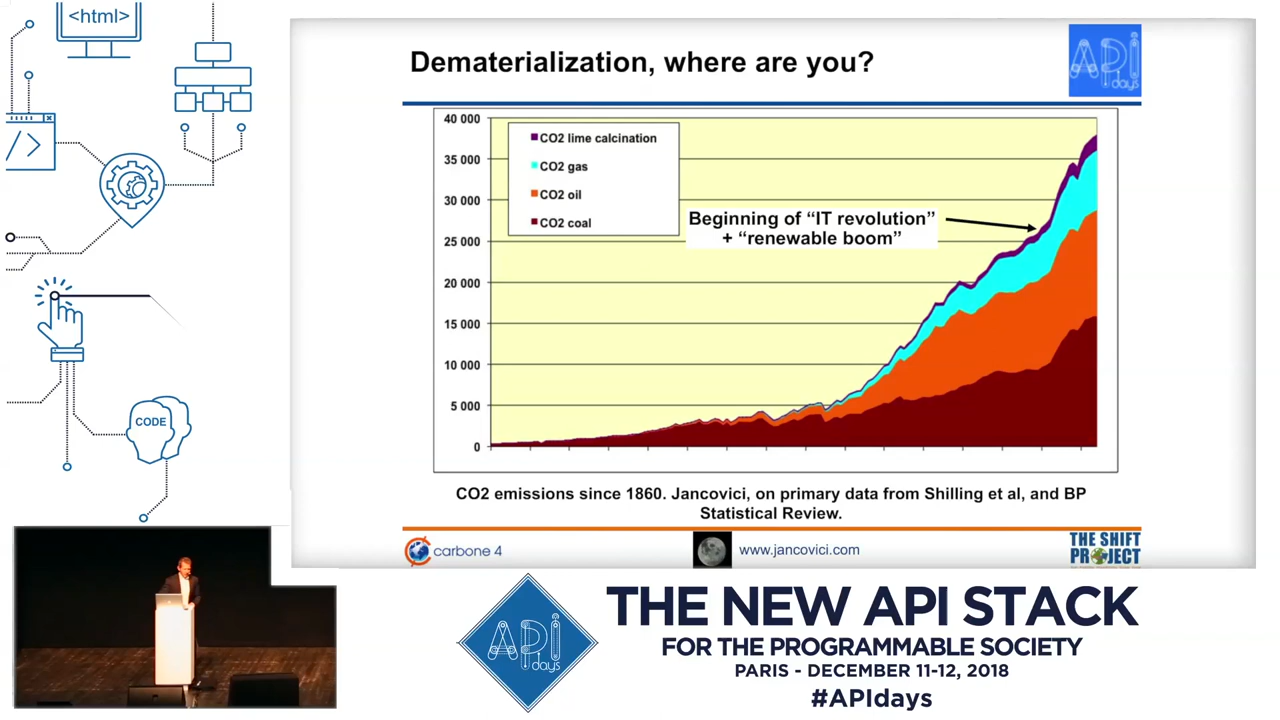 <html>
</>
CODE
Dematerialization, where are you?
API
days
40 000
35 000
30 000
25 000
20 000
15 000
10 000
5 000
0
CO2 lime calcination
CO2 gas
CO2 oil
CO2 coal
Beginning of “IT revolution”
+ “renewable boom”
CO2 emissions since 1860. Jancovici, on primary data from Shilling et al, and BP
Statistical Review.
carbone 4
www.jancovici.com
THE SHIFT
PROJECT
API
days
THE NEW API STACK
FOR THE PROGRAMMABLE SOCIETY
PARIS - DECEMBER 11-12, 2018
#APIdays